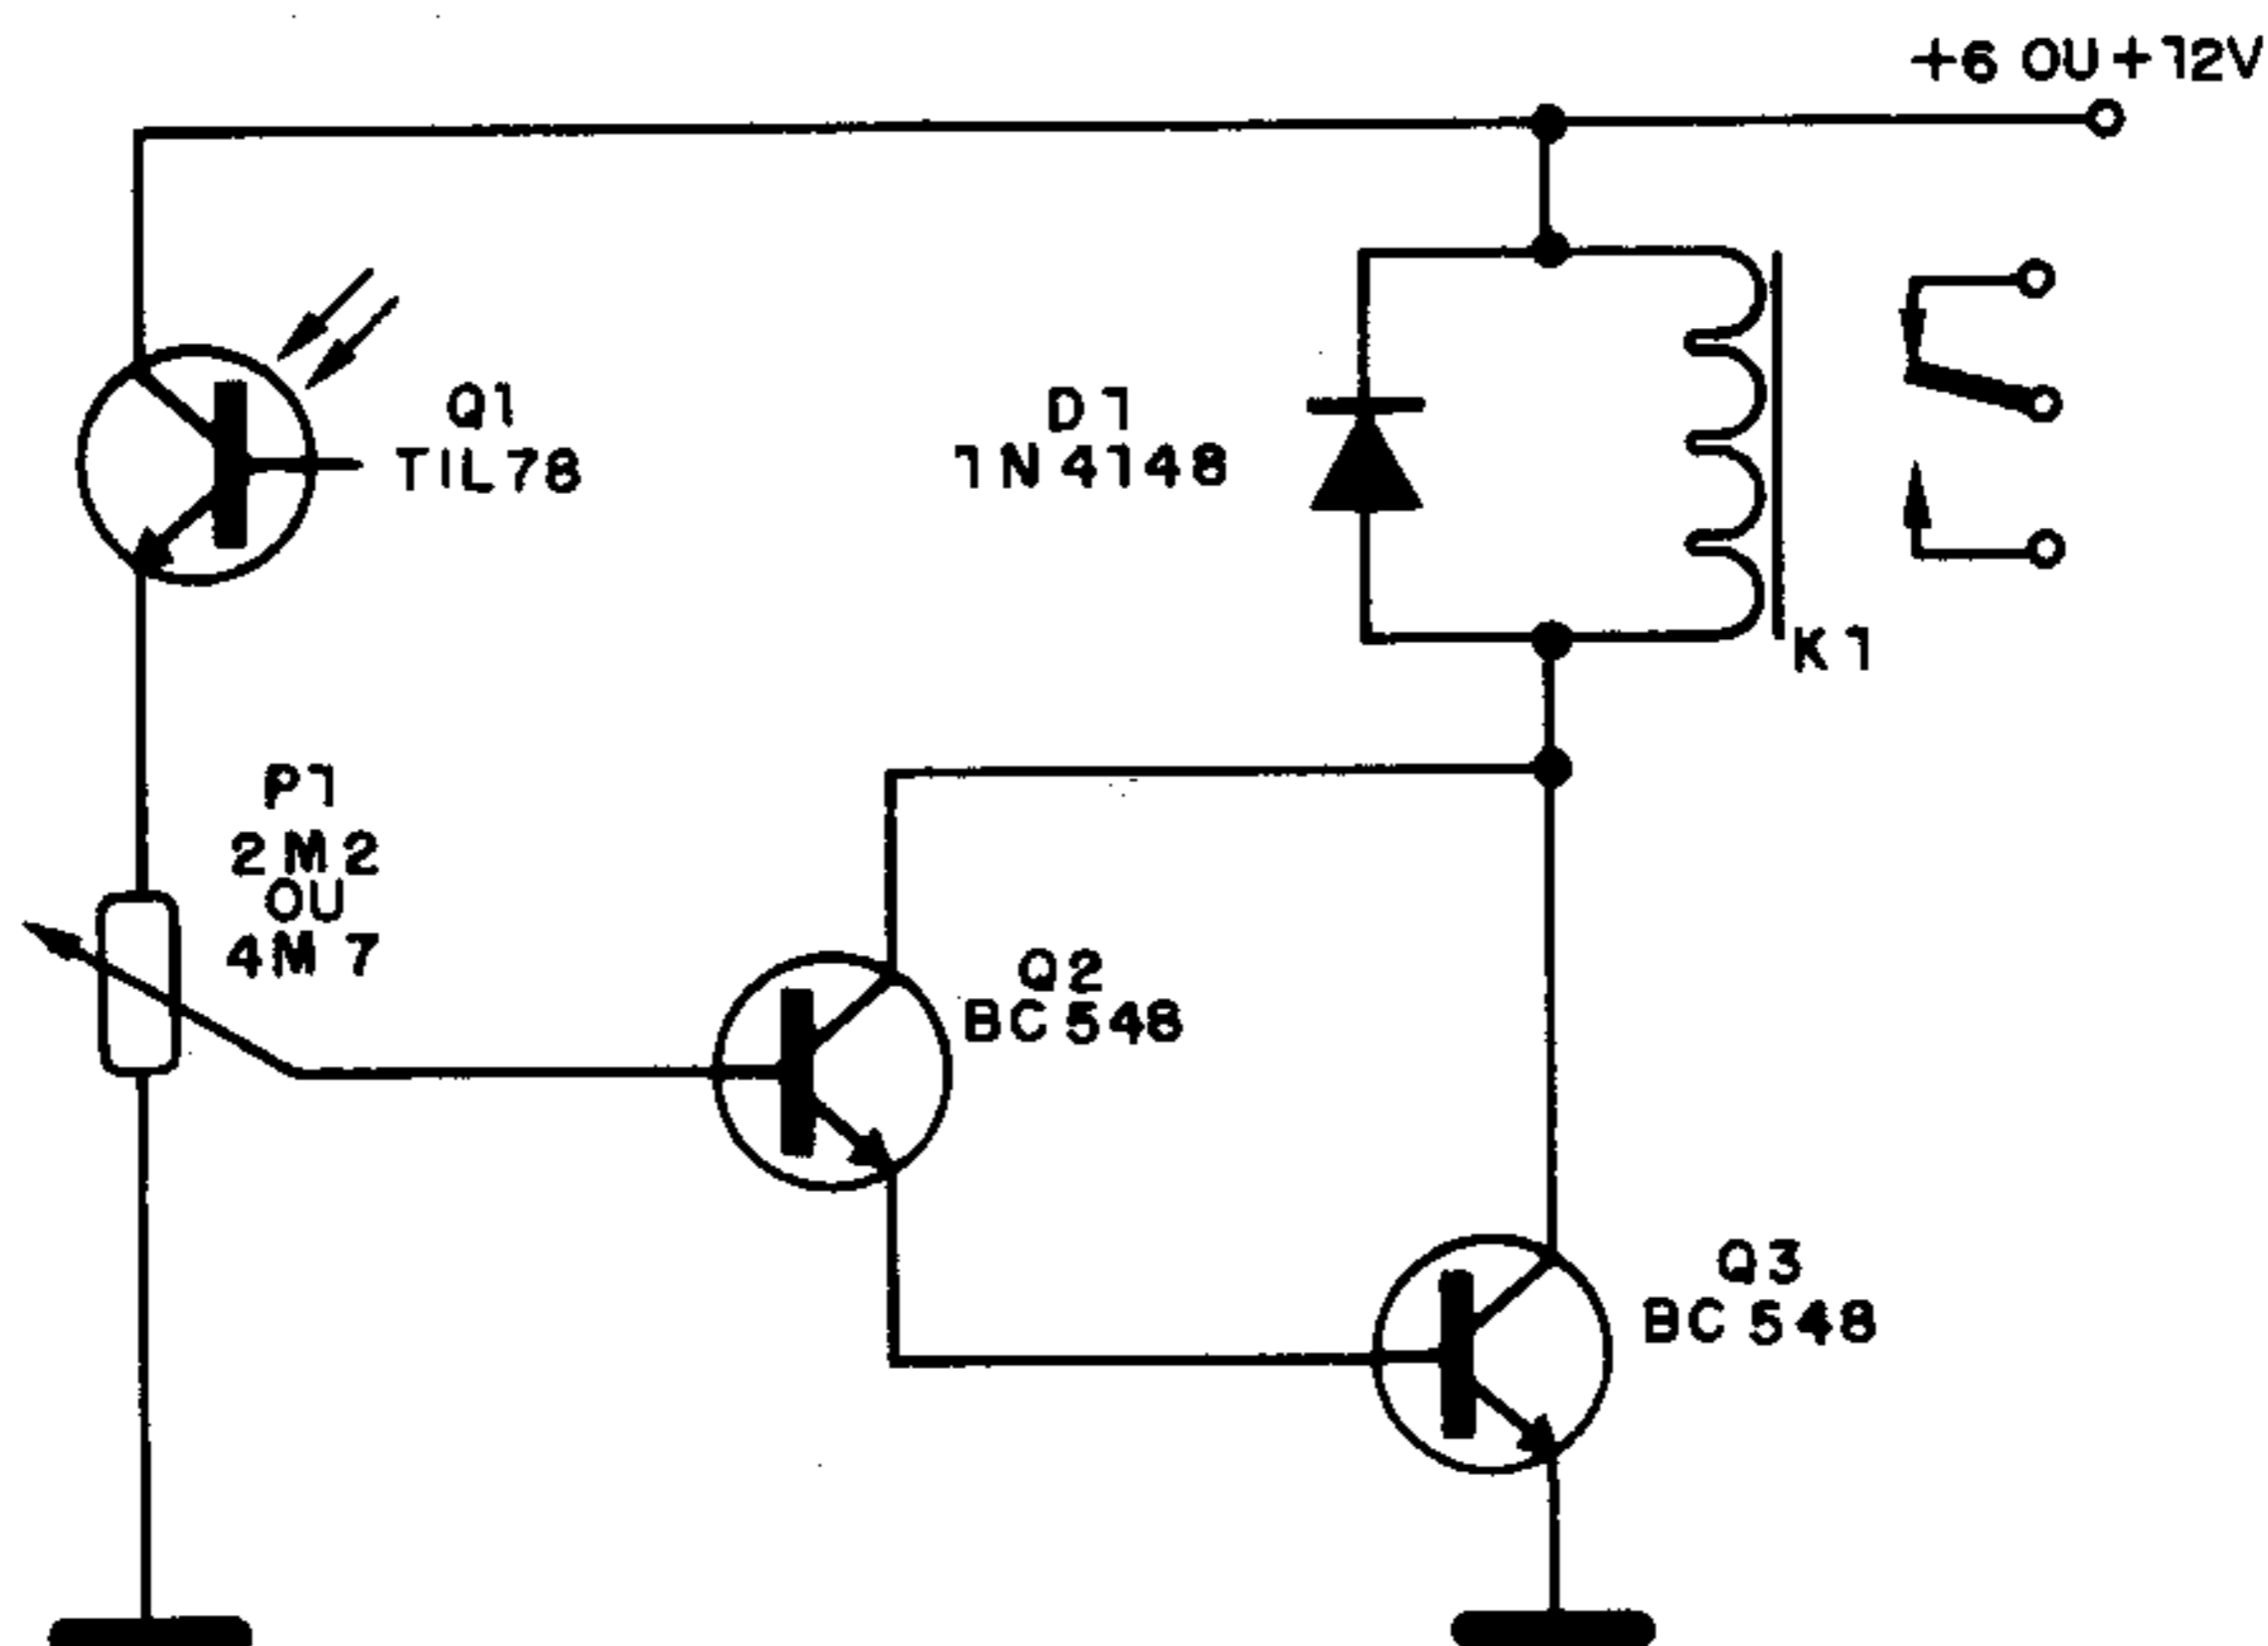 +6 OU +12V
Q1
TIL78
D1
1N4148
K1
P1
2M2
OU
4M7
Q2
BC548
Q3
BC548